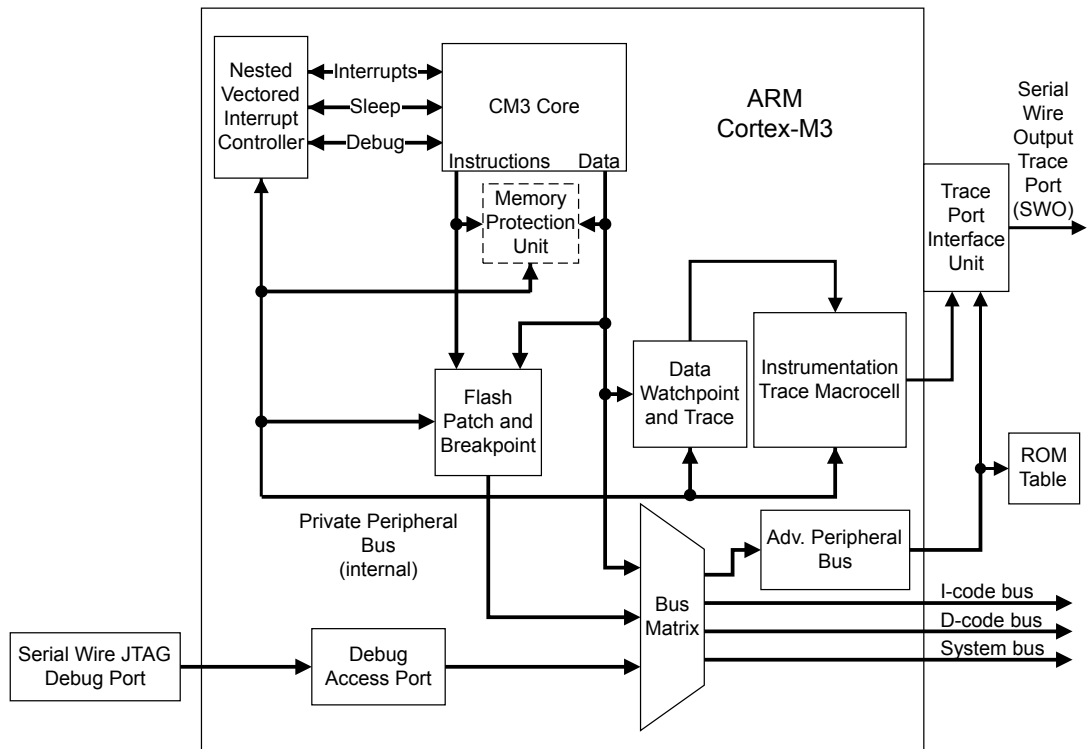 Nested
Vectored
Interrupt
Controller
Interrupts
Sleep
Debug
CM3 Core
Instructions
Data
ARM
Cortex-M3
Serial
Wire
Output
Trace
Port
(SWO)
Trace
Port
Interface
Unit
Memory
Protection
Unit
Flash
Patch and
Breakpoint
Data
Watchpoint
and Trace
Instrumentation
Trace Macrocell
ROM
Table
Private Peripheral
Bus
(internal)
Adv. Peripheral
Bus
Bus
Matrix
I-code bus
D-code bus
System bus
Serial Wire JTAG
Debug Port
Debug
Access Port